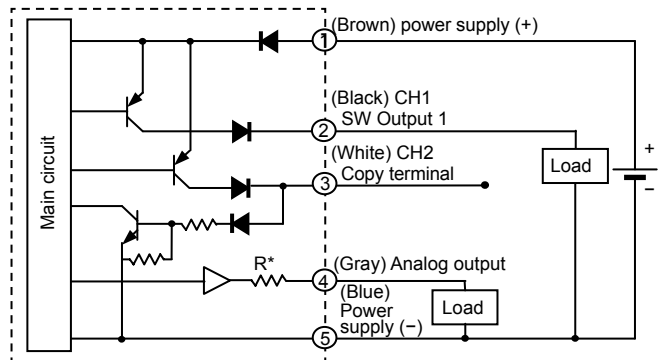 Main circuit
1
(Brown) power supply (+)
(Black) CH1
2
SW Output 1
(White) CH2
3
Copy terminal
Load
+
−
R*
4
(Gray) Analog output
(Blue)
Power
supply (−)
Load
5